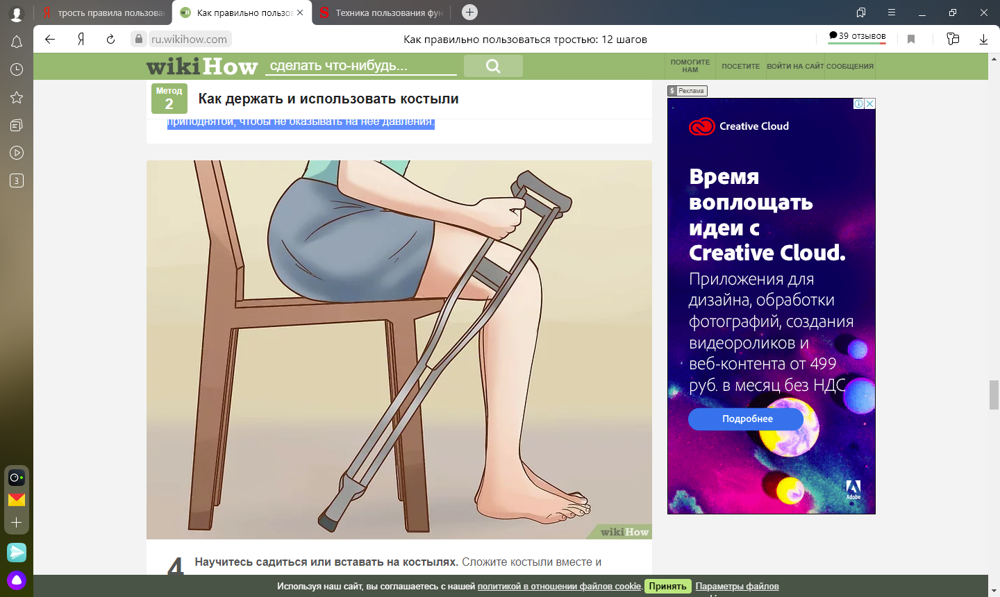 трость правила пользова
Как правильно пользов
Техника пользования фун
ru.wikihow.com
Как правильно пользоваться тростью: 12 шагов
39 отзывов
wikiHow
сделать что-нибудь...
ПОМОГИТЕ
НАМ
ПОСЕТИТЕ
ВОЙТИ НА САЙТ
СООБЩЕНИЯ
Метод
2
Как держать и использовать костыли
приподнятой, чтобы не оказывать на нее давления.
3
$ Реклама
Creative Cloud
Время
воплощать
идеи с
Creative Cloud.
Приложения для
дизайна, обработки
фотографий, создания
видеороликов и
веб-контента от 499
руб. в месяц без НДС
Подробнее
Adobe
wikiHow
4 Научитесь садиться или вставать на костылях. Сложите костыли вместе и
Используя наш сайт, вы соглашаетесь с нашей политикой в отношении файлов cookie. Принять Параметры файлов